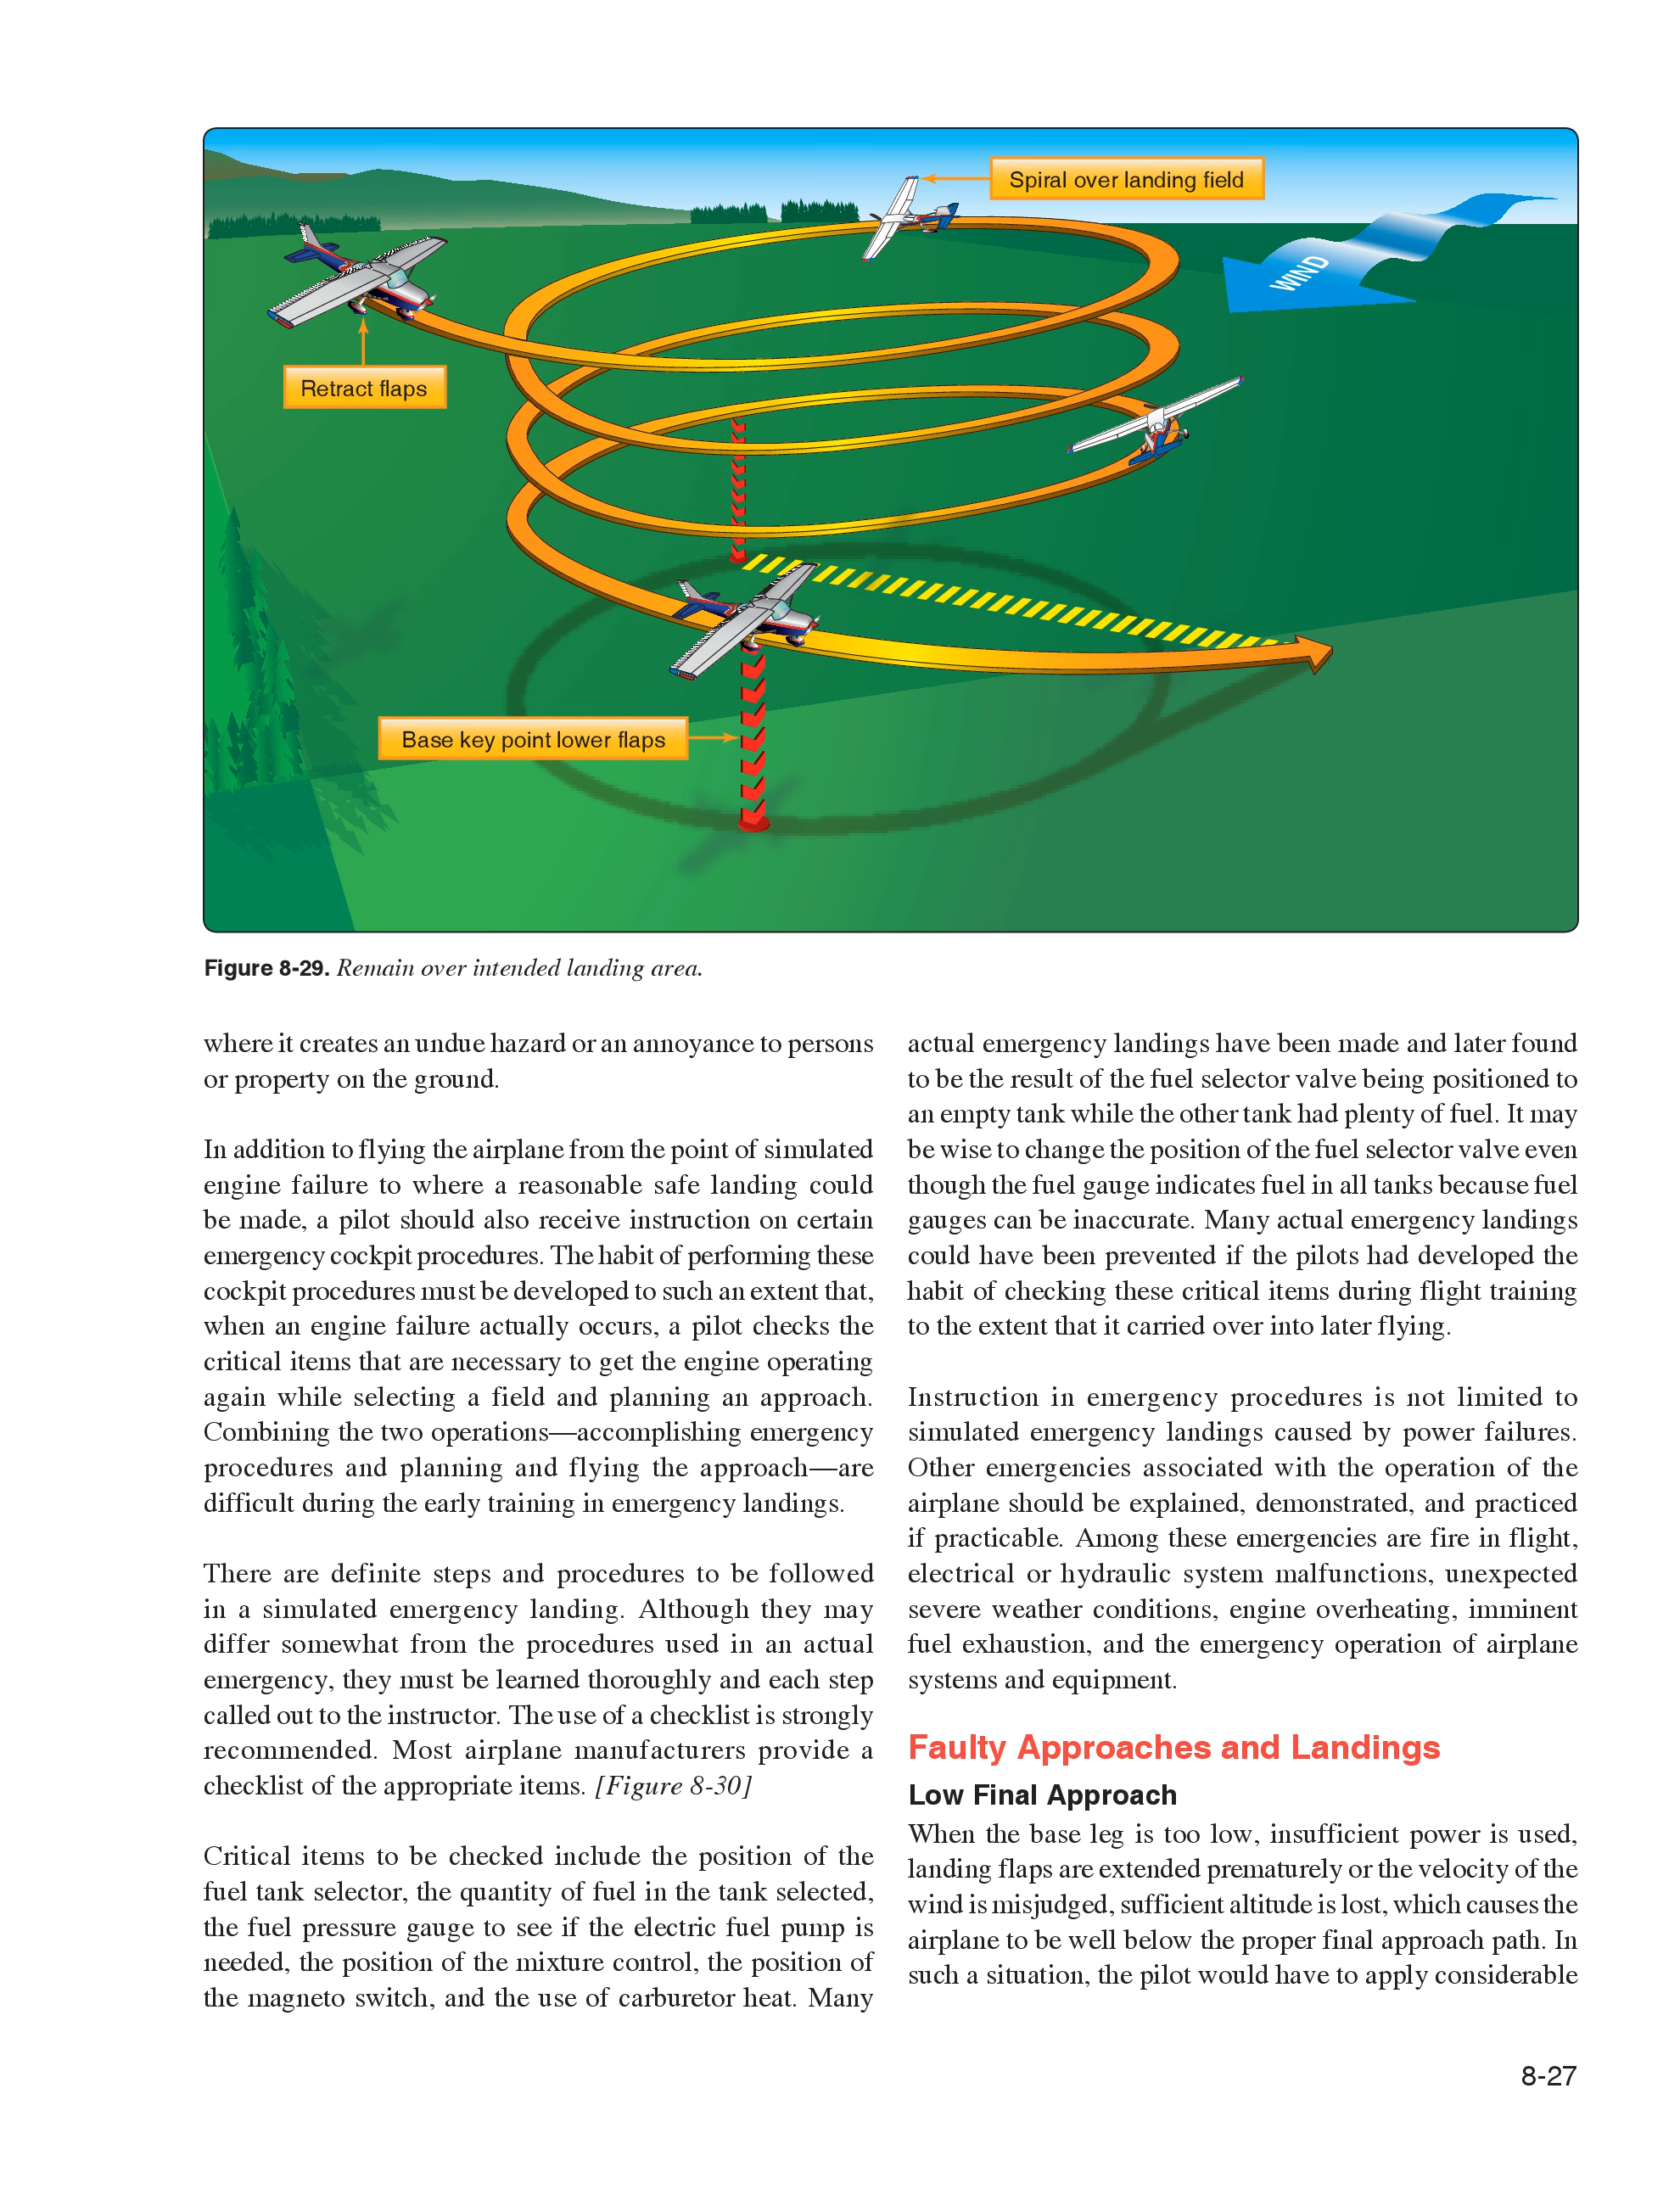 Spiral over landing field
WIND
Retract flaps
Base key point lower flaps
Figure 8-29. Remain over intended landing area.
where it creates an undue hazard or an annoyance to persons
or property on the ground.
In addition to flying the airplane from the point of simulated
engine failure to where a reasonable safe landing could
be made, a pilot should also receive instruction on certain
emergency cockpit procedures. The habit of performing these
cockpit procedures must be developed to such an extent that,
when an engine failure actually occurs, a pilot checks the
critical items that are necessary to get the engine operating
again while selecting a field and planning an approach.
Combining the two operations—accomplishing emergency
procedures and planning and flying the approach—are
difficult during the early training in emergency landings.
There are definite steps and procedures to be followed
in a simulated emergency landing. Although they may
differ somewhat from the procedures used in an actual
emergency, they must be learned thoroughly and each step
called out to the instructor. The use of a checklist is strongly
recommended. Most airplane manufacturers provide a
checklist of the appropriate items. [Figure 8-30]
Critical items to be checked include the position of the
fuel tank selector, the quantity of fuel in the tank selected,
the fuel pressure gauge to see if the electric fuel pump is
needed, the position of the mixture control, the position of
the magneto switch, and the use of carburetor heat. Many
actual emergency landings have been made and later found
to be the result of the fuel selector valve being positioned to
an empty tank while the other tank had plenty of fuel. It may
be wise to change the position of the fuel selector valve even
though the fuel gauge indicates fuel in all tanks because fuel
gauges can be inaccurate. Many actual emergency landings
could have been prevented if the pilots had developed the
habit of checking these critical items during flight training
to the extent that it carried over into later flying.
Instruction in emergency procedures is not limited to
simulated emergency landings caused by power failures.
Other emergencies associated with the operation of the
airplane should be explained, demonstrated, and practiced
if practicable. Among these emergencies are fire in flight,
electrical or hydraulic system malfunctions, unexpected
severe weather conditions, engine overheating, imminent
fuel exhaustion, and the emergency operation of airplane
systems and equipment.
Faulty Approaches and Landings
Low Final Approach
When the base leg is too low, insufficient power is used,
landing flaps are extended prematurely or the velocity of the
wind is misjudged, sufficient altitude is lost, which causes the
airplane to be well below the proper final approach path. In
such a situation, the pilot would have to apply considerable
8-27